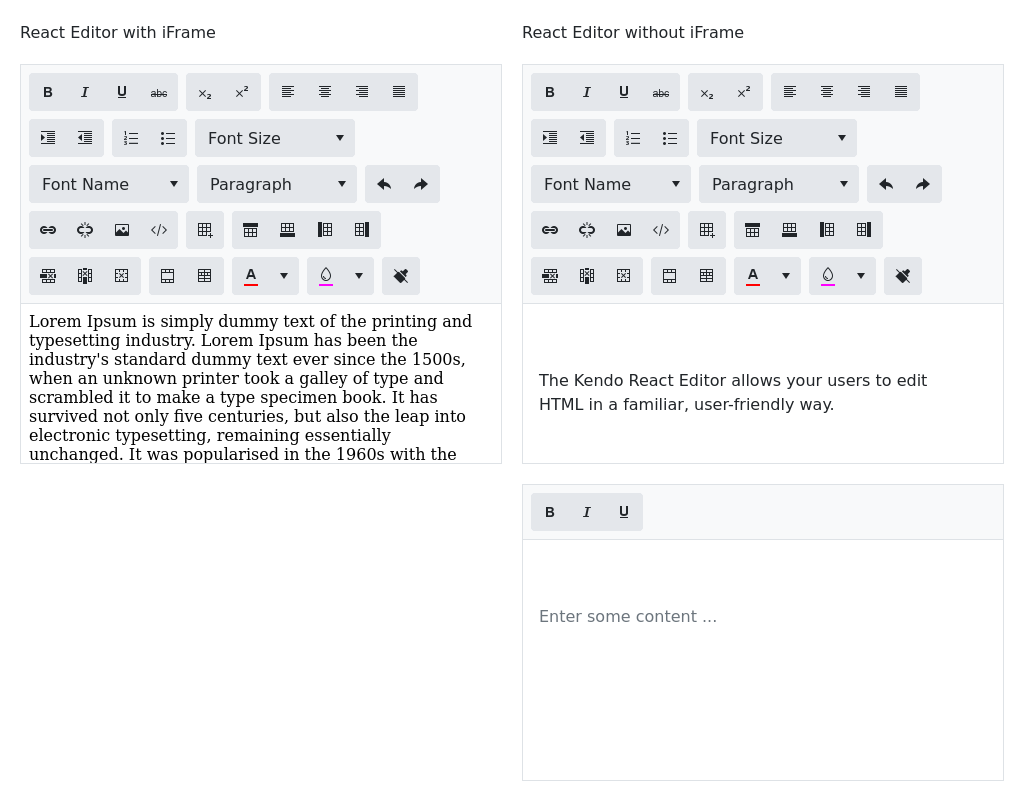 React Editor with iFrame
B I U abc x₂ x²
Font Size
Font Name Paragraph
A
Lorem Ipsum is simply dummy text of the printing and
typesetting industry. Lorem Ipsum has been the
industry's standard dummy text ever since the 1500s,
when an unknown printer took a galley of type and
scrambled it to make a type specimen book. It has
survived not only five centuries, but also the leap into
electronic typesetting, remaining essentially
unchanged. It was popularised in the 1960s with the
React Editor without iFrame
B I U abc x₂ x²
Font Size
Font Name Paragraph
A
The Kendo React Editor allows your users to edit
HTML in a familiar, user-friendly way.
B I U
Enter some content ...